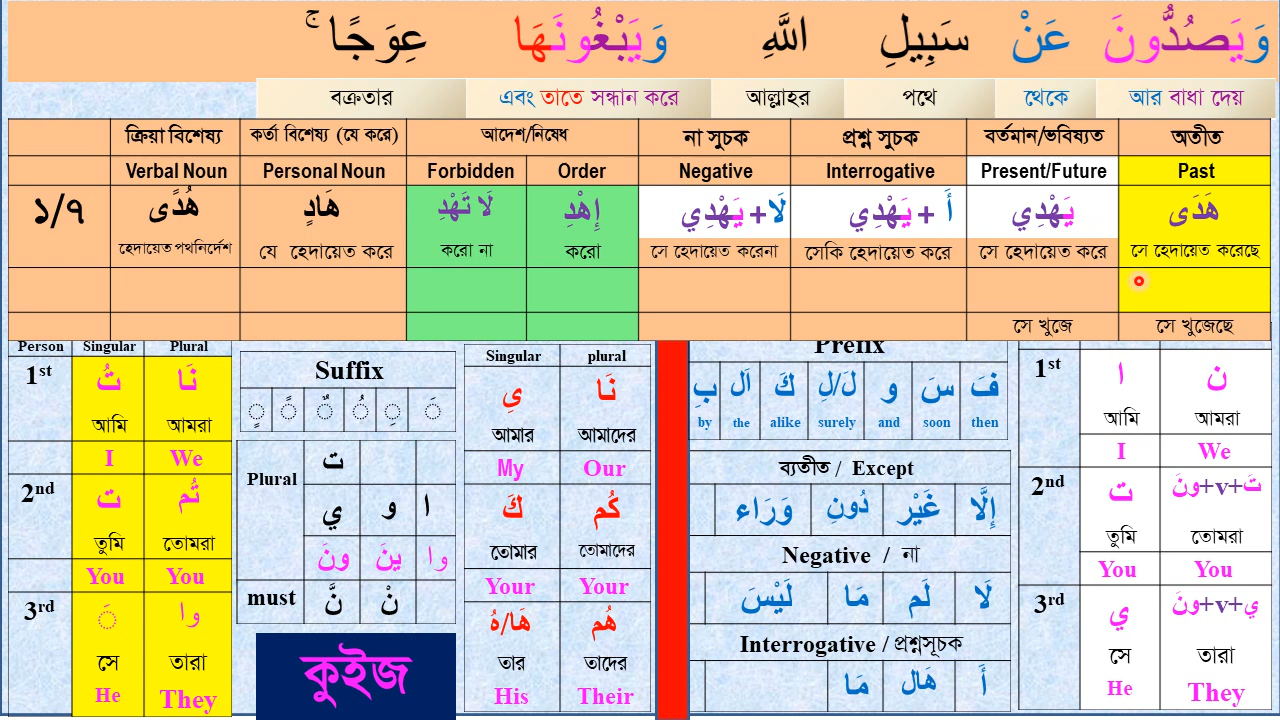 وَيَصُدُّونَ عَنْ سَبِيلِ اللَّهِ وَيَبْغُونَهَا عِوَجًا ۚ
বক্রতার এবং তাতে সন্ধান করে আল্লাহর পথে থেকে আর বাধা দেয়
ক্রিয়া বিশেষ্য কর্তা বিশেষ্য (যে করে) আদেশ/নিষেধ না সুচক প্রশ্ন সুচক বর্তমান/ভবিষ্যত অতীত
Verbal Noun Personal Noun Forbidden Order Negative Interrogative Present/Future Past
১/৭ هُدًى هَادٍ لَا تَهْدِ إِهْدِ لَا + يَهْدِي أَ + يَهْدِي يَهْدِي هَدَى
হেদায়েত পথনির্দেশ যে হেদায়েত করে করো না করো সে হেদায়েত করেনা সেকি হেদায়েত করে সে হেদায়েত করে সে হেদায়েত করেছে
সে খুজে সে খুজেছে
Person Singular Plural
1st تُ نَا
আমি আমরা
I We
2nd ت تُم
তুমি তোমরা
You You
3rd وا
সে তারা
He They
Suffix
Plural ت
ا و ي
وا ينَ ونَ
must نْ نَّ
কুইজ
Singular plural
يِ نَا
আমার আমাদের
My Our
كَ كُم
তোমার তোমাদের
Your Your
هَا/هُ هُم
তার তাদের
His Their
Prefix
بِ اَل كَ لَ/لِ و سَ فَ
by the alike surely and soon then
ব্যতীত / Except
إِلَّا غَيْر دُونِ وَرَاء
Negative / না
لَا لَم مَا لَيْسَ
Interrogative / প্রশ্নসূচক
أَ هَال مَا
1st ا ن
আমি আমরা
I We
2nd ت تَ+v+ونَ
তুমি তোমরা
You You
3rd ي ي+v+ونَ
সে তারা
He They